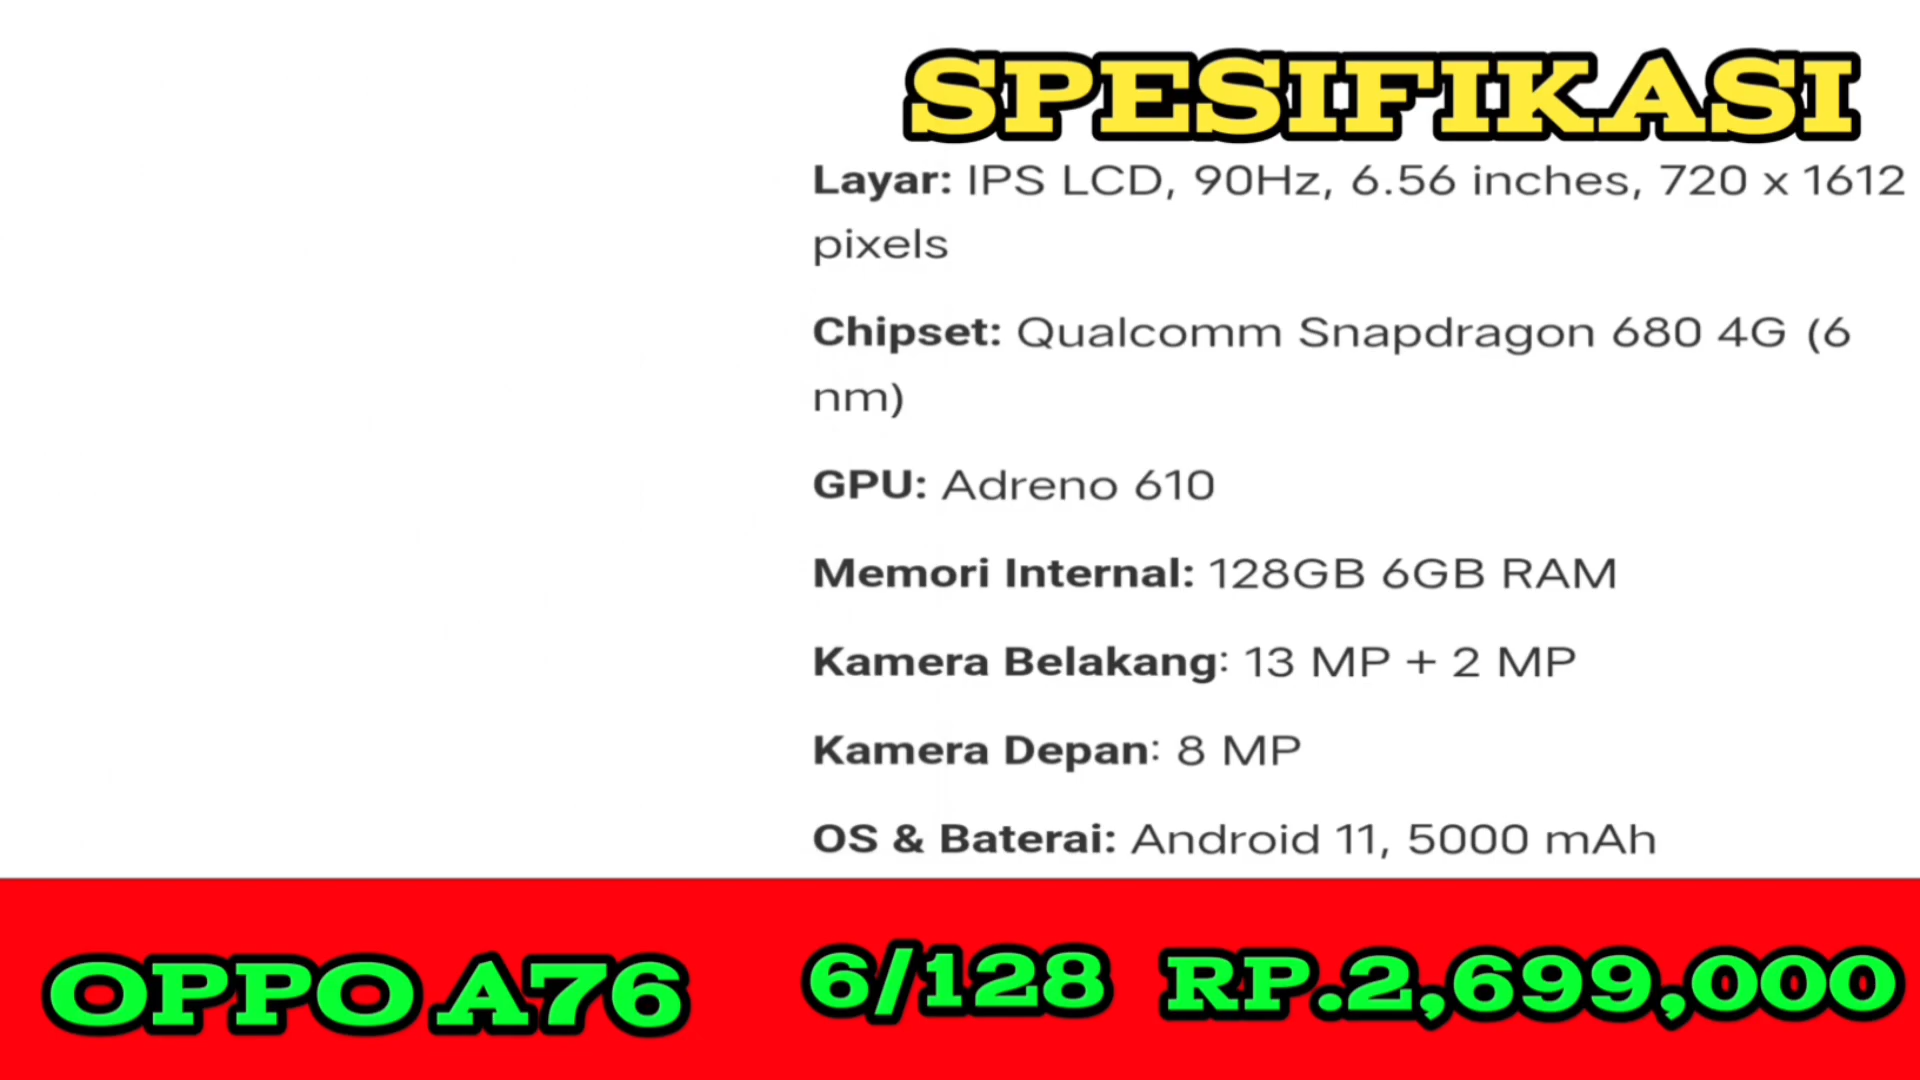 SPESIFIKASI
Layar: IPS LCD, 90Hz, 6.56 inches, 720 x 1612
pixels
Chipset: Qualcomm Snapdragon 680 4G (6
nm)
GPU: Adreno 610
Memori Internal: 128GB 6GB RAM
Kamera Belakang: 13 MP + 2 MP
Kamera Depan: 8 MP
OS & Baterai: Android 11, 5000 mAh
OPPO A76 6/128 RP.2,699,000